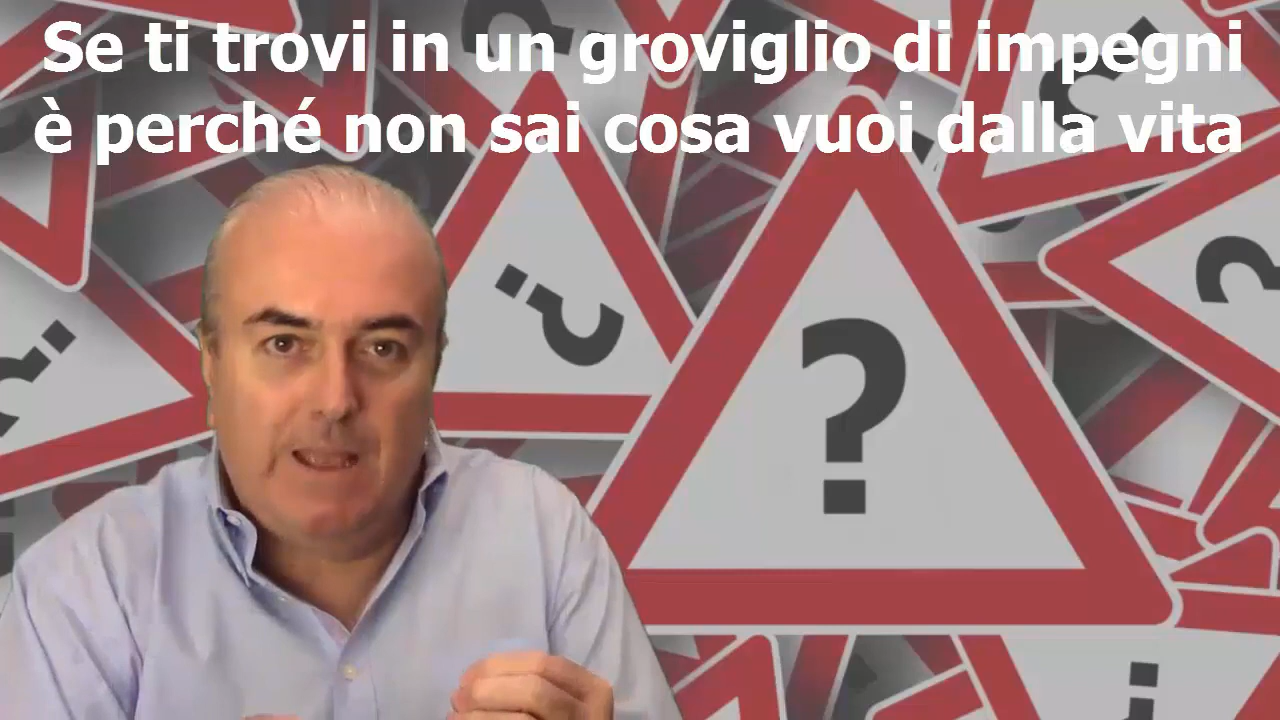 Se ti trovi in un groviglio di impegni
è perché non sai cosa vuoi dalla vita
?
?
?
?
?